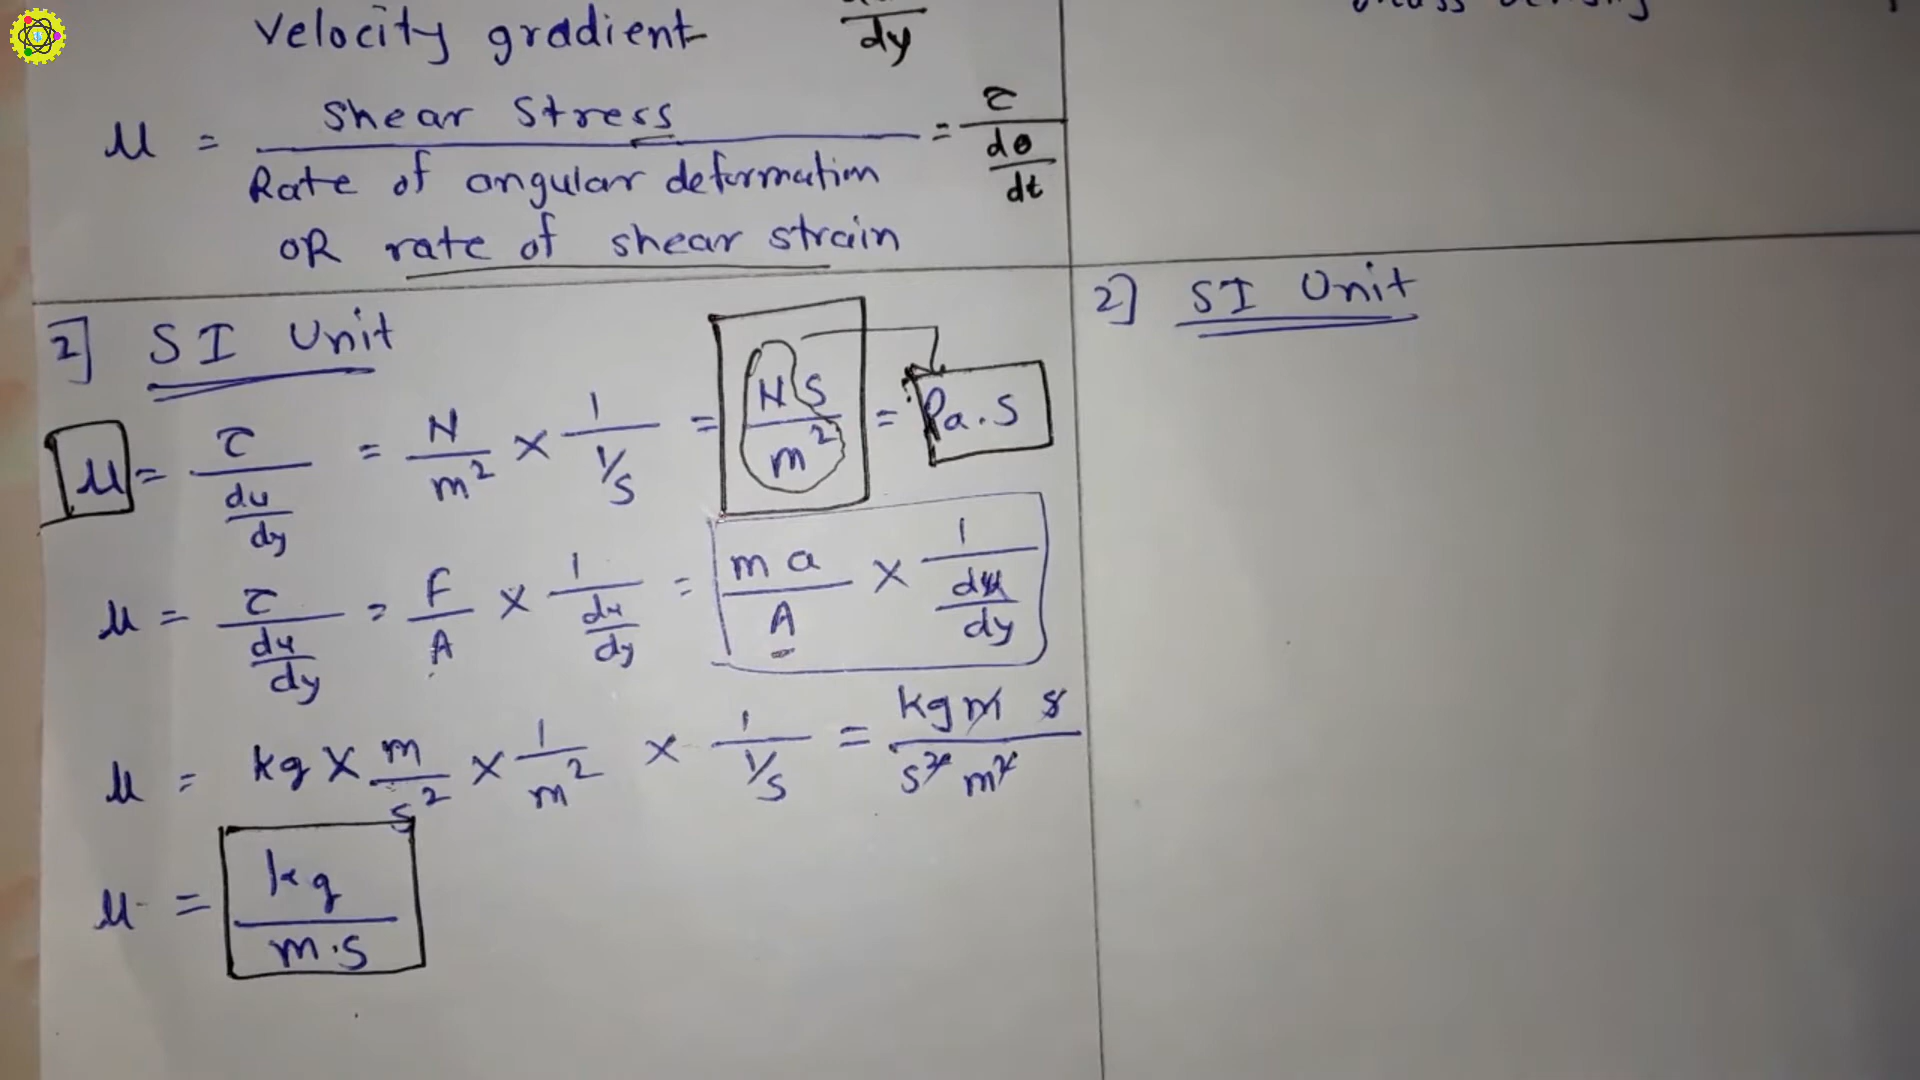 Velocity gradient dy
μ = Shear Stress / Rate of angular deformation = τ / (dθ/dt)
OR rate of shear strain
2] SI Unit
μ = τ / (du/dy) = N/m² × 1/(1/s) = NS/m² = Pa.S
μ = τ / (du/dy) = F/A × 1/(du/dy) = ma/A × 1/(du/dy)
μ = kg × m/s² × 1/m² × 1/(1/s) = kg m s / s² m²
μ = kg / m.s
density
2] SI Unit